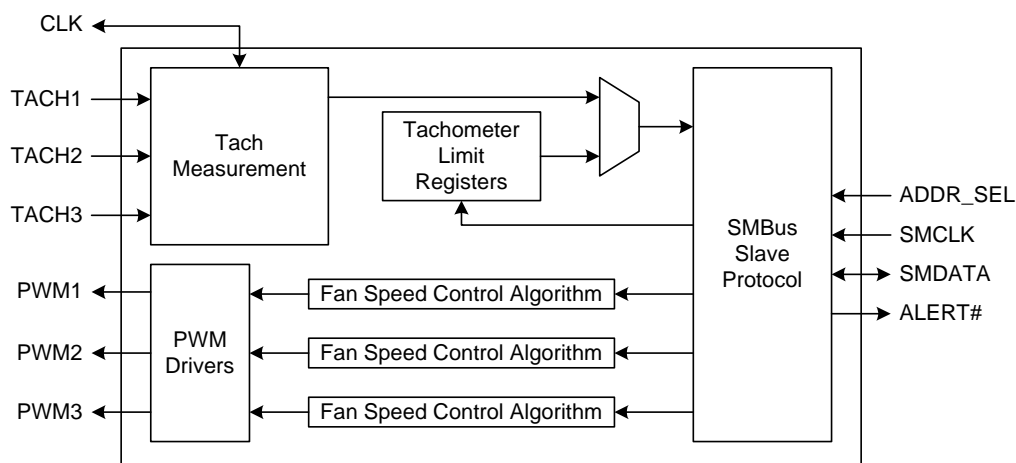 CLK
TACH1
TACH2
TACH3
Tach
Measurement
Tachometer
Limit
Registers
SMBus
Slave
Protocol
ADDR_SEL
SMCLK
SMDATA
ALERT#
PWM1
PWM2
PWM3
PWM
Drivers
Fan Speed Control Algorithm
Fan Speed Control Algorithm
Fan Speed Control Algorithm